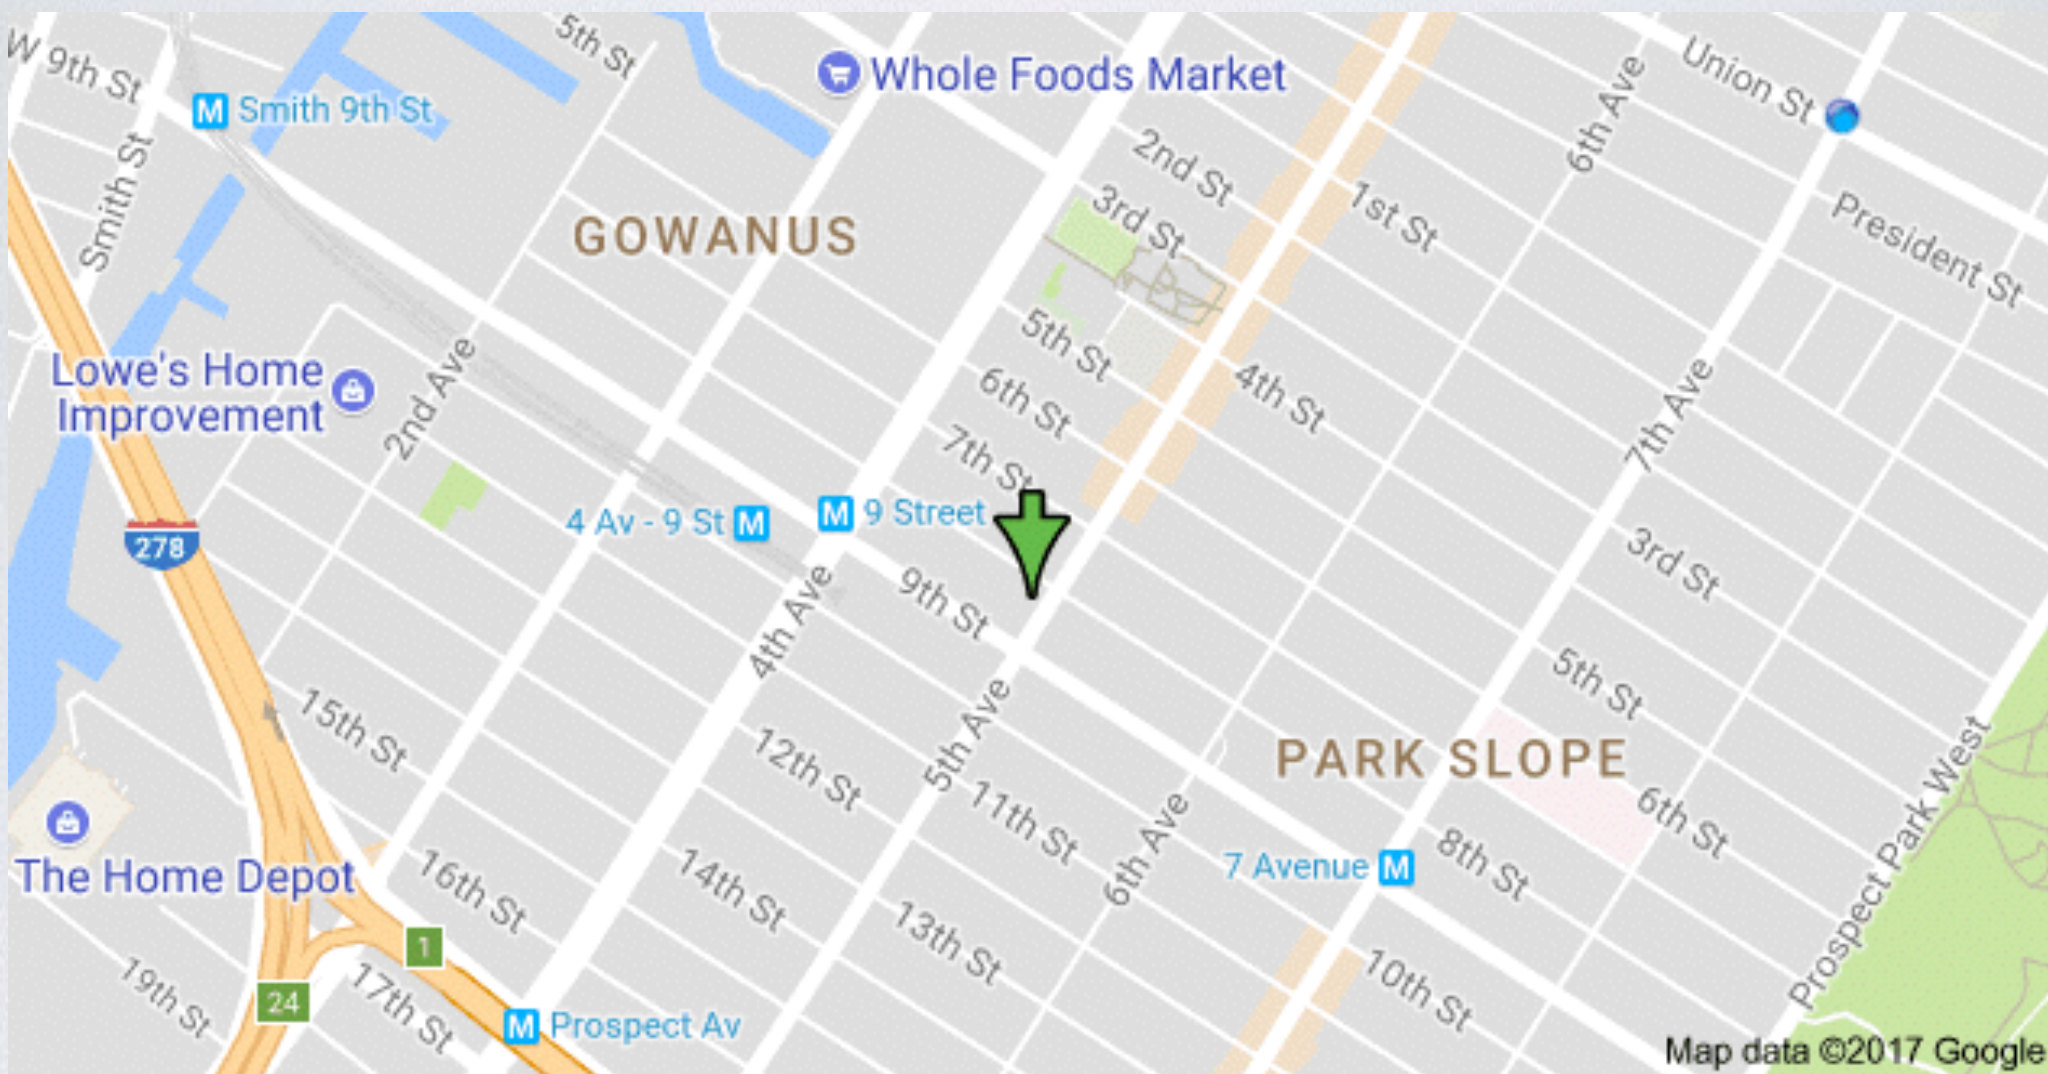 5th St
W 9th St
Smith 9th St
Whole Foods Market
Union St
6th Ave
2nd St
3rd St
1st St
Smith St
GOWANUS
President St
5th St
Lowe's Home
Improvement
2nd Ave
6th St
4th St
7th Ave
7th St
4 Av - 9 St
9 Street
278
3rd St
9th St
4th Ave
5th St
15th St
5th Ave
12th St
PARK SLOPE
11th St
6th St
Prospect Park West
6th Ave
The Home Depot
7 Avenue
8th St
16th St
14th St
13th St
1
10th St
19th St
24
17th St
Prospect Av
Map data ©2017 Google